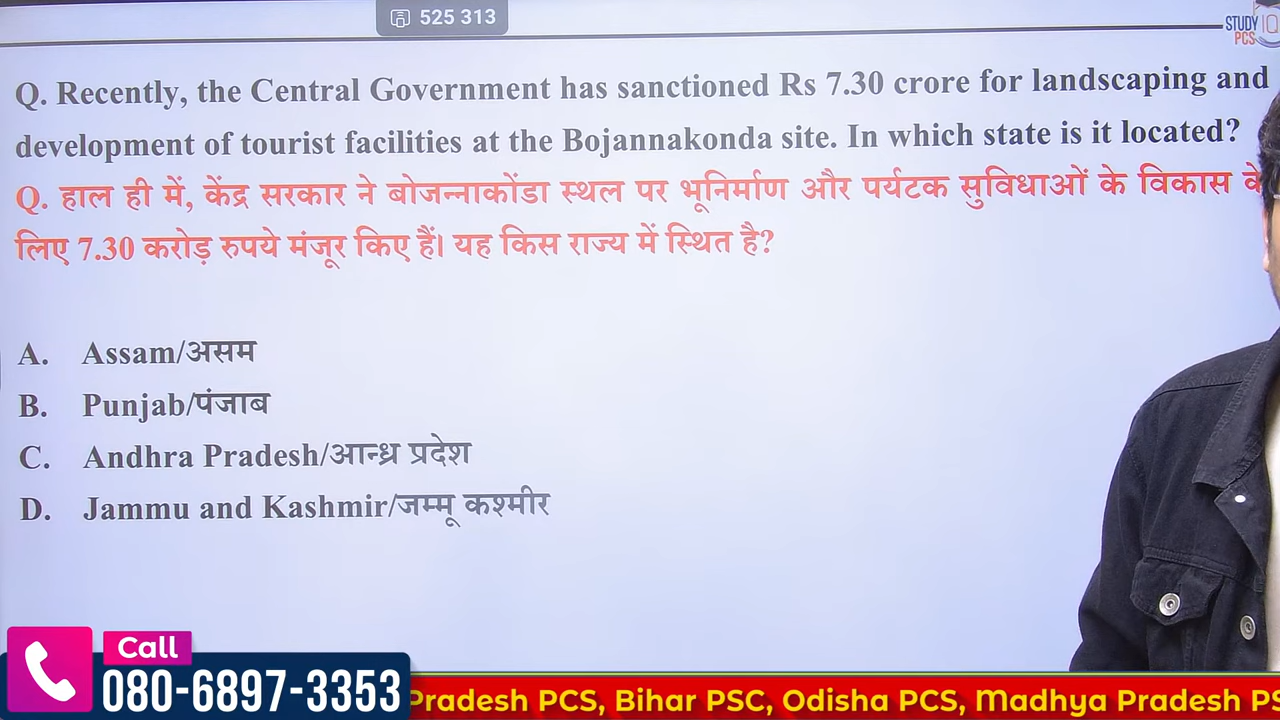 525 313
STUDY IQ
PCS
Q. Recently, the Central Government has sanctioned Rs 7.30 crore for landscaping and
development of tourist facilities at the Bojannakonda site. In which state is it located?
Q. हाल ही में, केंद्र सरकार ने बोजन्नाकोंडा स्थल पर भूनिर्माण और पर्यटक सुविधाओं के विकास के
लिए 7.30 करोड़ रुपये मंजूर किए हैं। यह किस राज्य में स्थित है?
A. Assam/असम
B. Punjab/पंजाब
C. Andhra Pradesh/आन्ध्र प्रदेश
D. Jammu and Kashmir/जम्मू कश्मीर
Call
080-6897-3353
Pradesh PCS, Bihar PSC, Odisha PCS, Madhya Pradesh PS